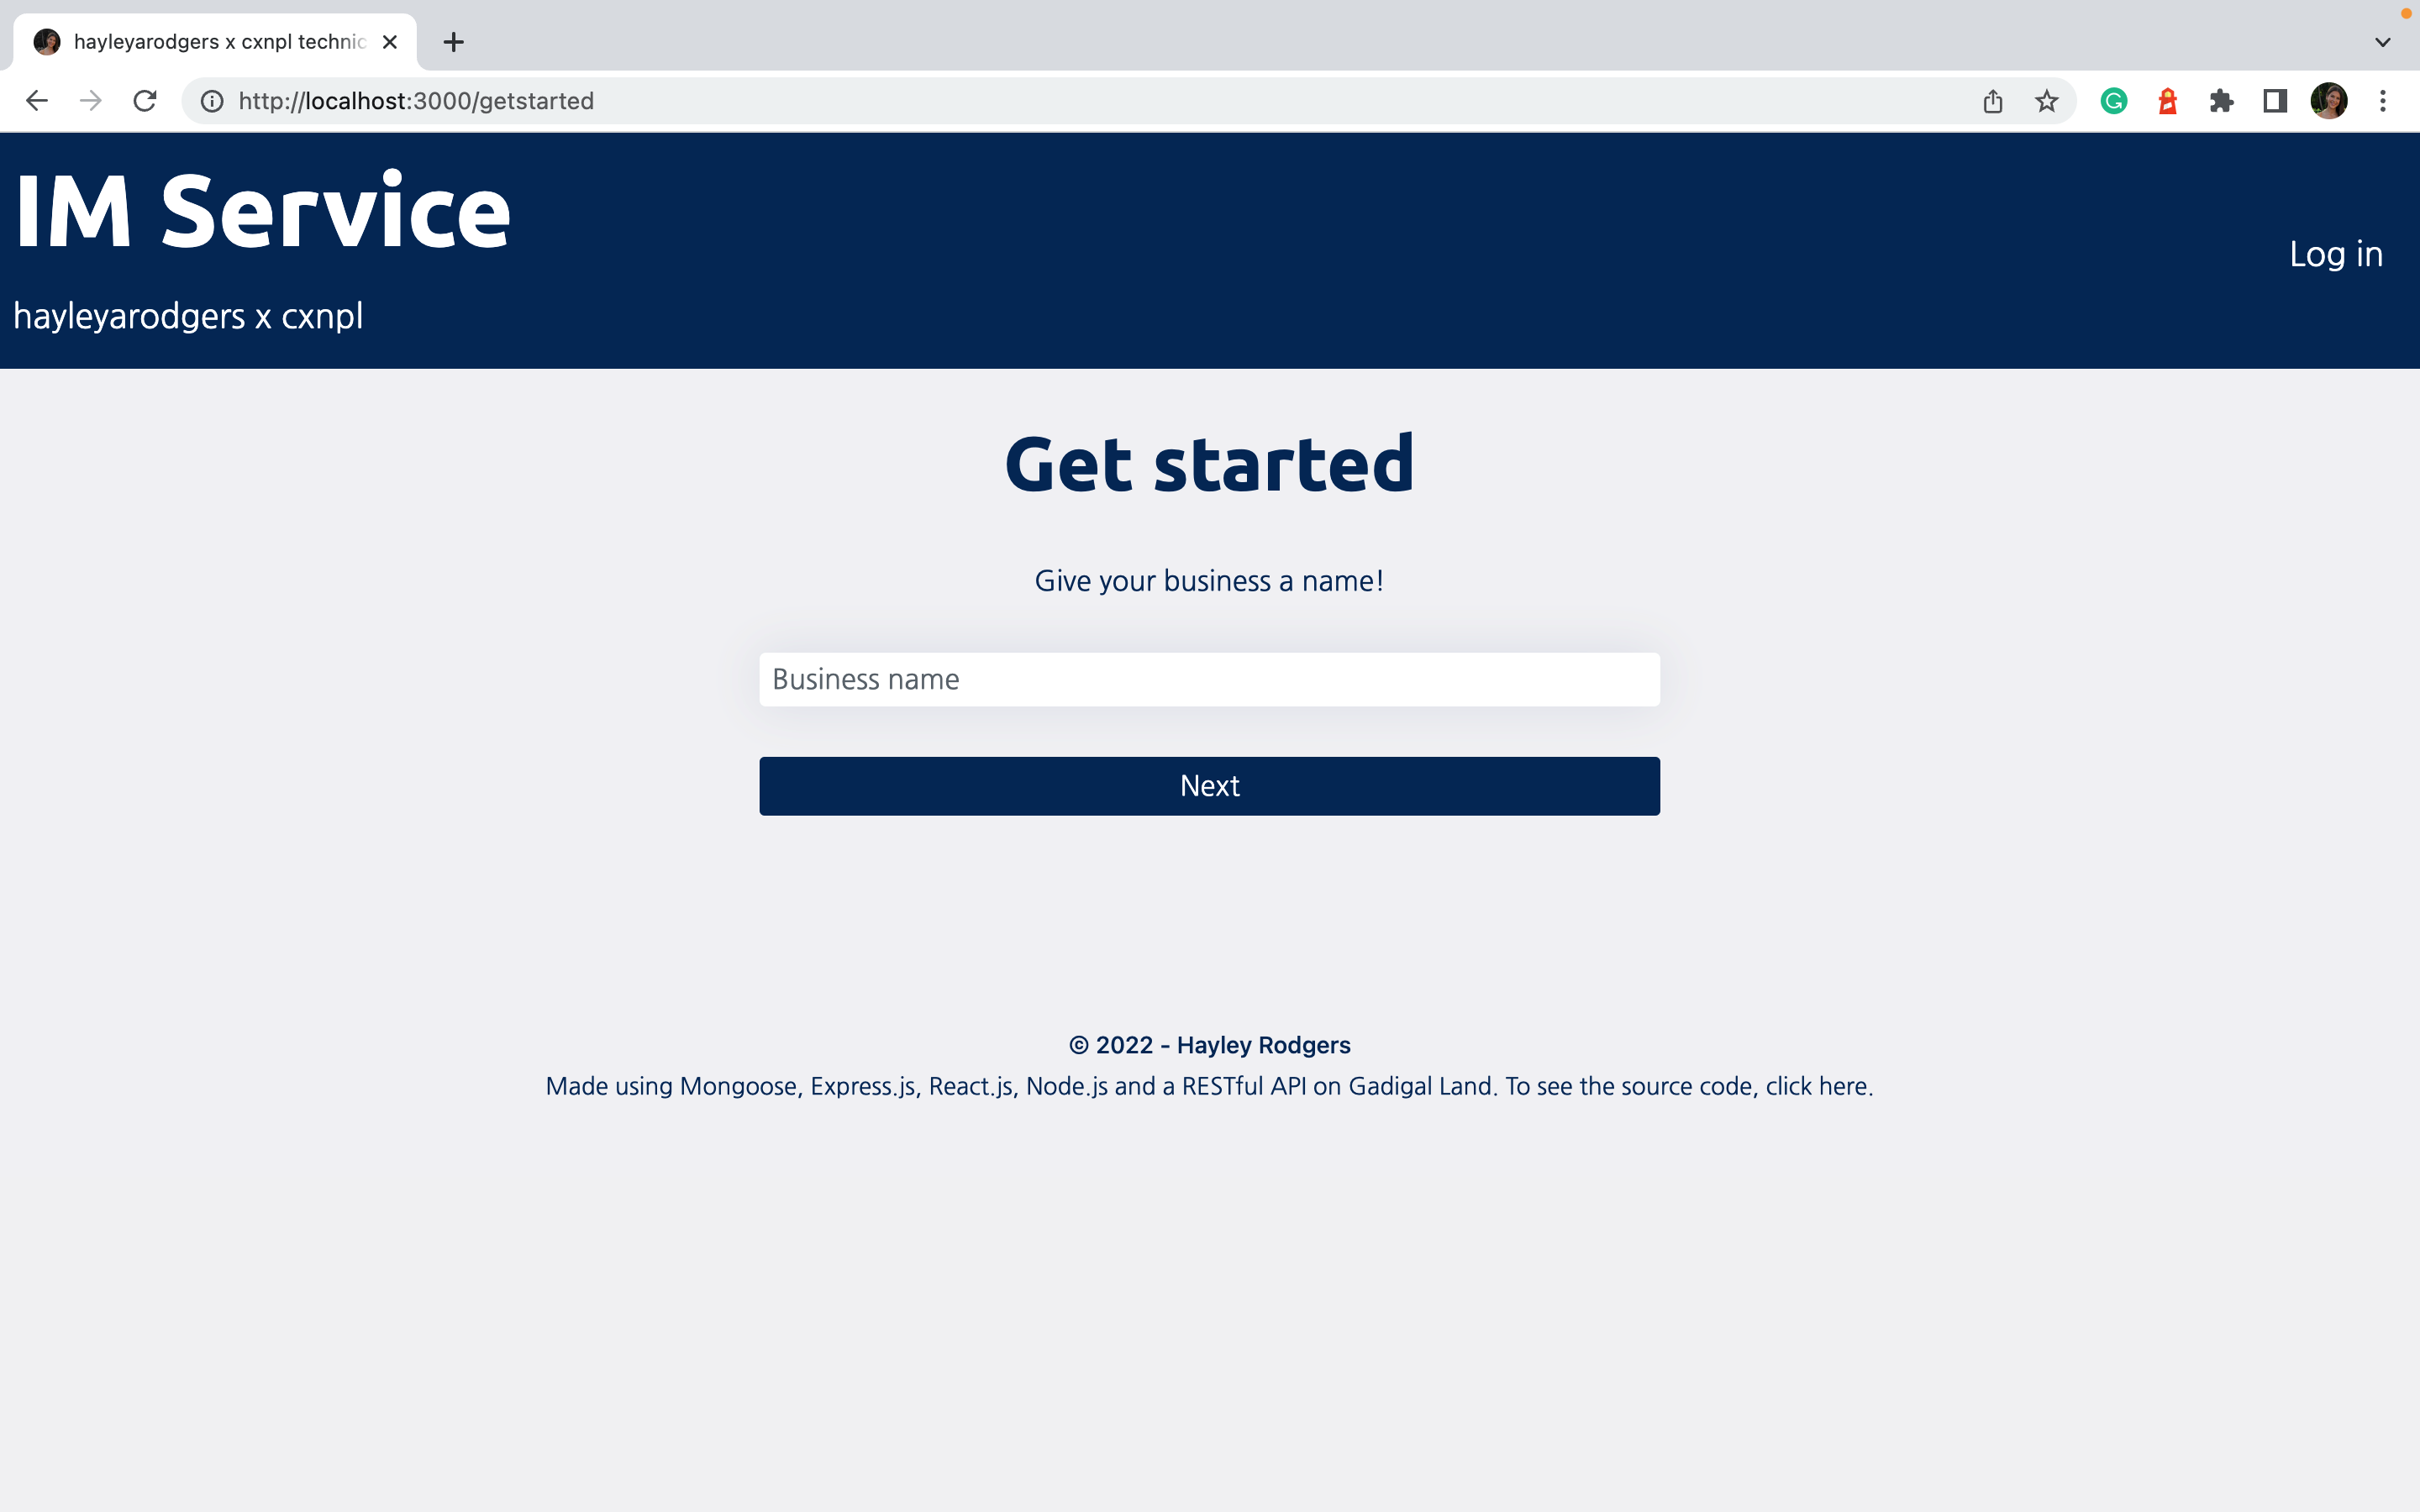 hayleyarodgers x cxnpl technic
http://localhost:3000/getstarted
IM Service
Log in
hayleyarodgers x cxnpl
Get started
Give your business a name!
Business name
Next
© 2022 - Hayley Rodgers
Made using Mongoose, Express.js, React.js, Node.js and a RESTful API on Gadigal Land. To see the source code, click here.